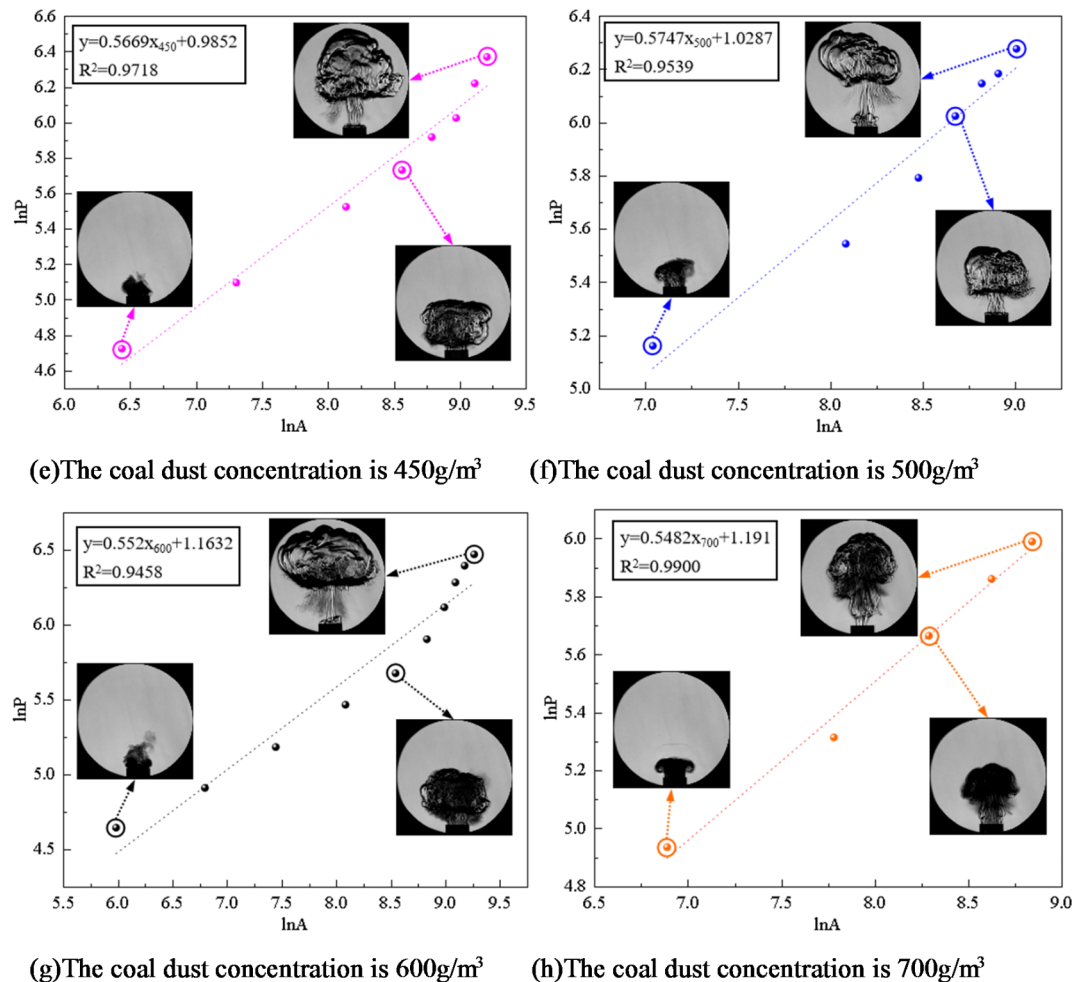 y=0.5669x₄₅₀+0.9852
R²=0.9718
lnP
6.6
6.4
6.2
6.0
5.8
5.6
5.4
5.2
5.0
4.8
4.6
6.0 6.5 7.0 7.5 8.0 8.5 9.0 9.5
lnA
(e)The coal dust concentration is 450g/m³
y=0.5747x₅₀₀+1.0287
R²=0.9539
lnP
6.4
6.2
6.0
5.8
5.6
5.4
5.2
5.0
7.0 7.5 8.0 8.5 9.0
lnA
(f)The coal dust concentration is 500g/m³
y=0.552x₆₀₀+1.1632
R²=0.9458
lnP
6.5
6.0
5.5
5.0
4.5
5.5 6.0 6.5 7.0 7.5 8.0 8.5 9.0 9.5
lnA
(g)The coal dust concentration is 600g/m³
y=0.5482x₇₀₀+1.191
R²=0.9900
lnP
6.0
5.8
5.6
5.4
5.2
5.0
4.8
6.5 7.0 7.5 8.0 8.5 9.0
lnA
(h)The coal dust concentration is 700g/m³